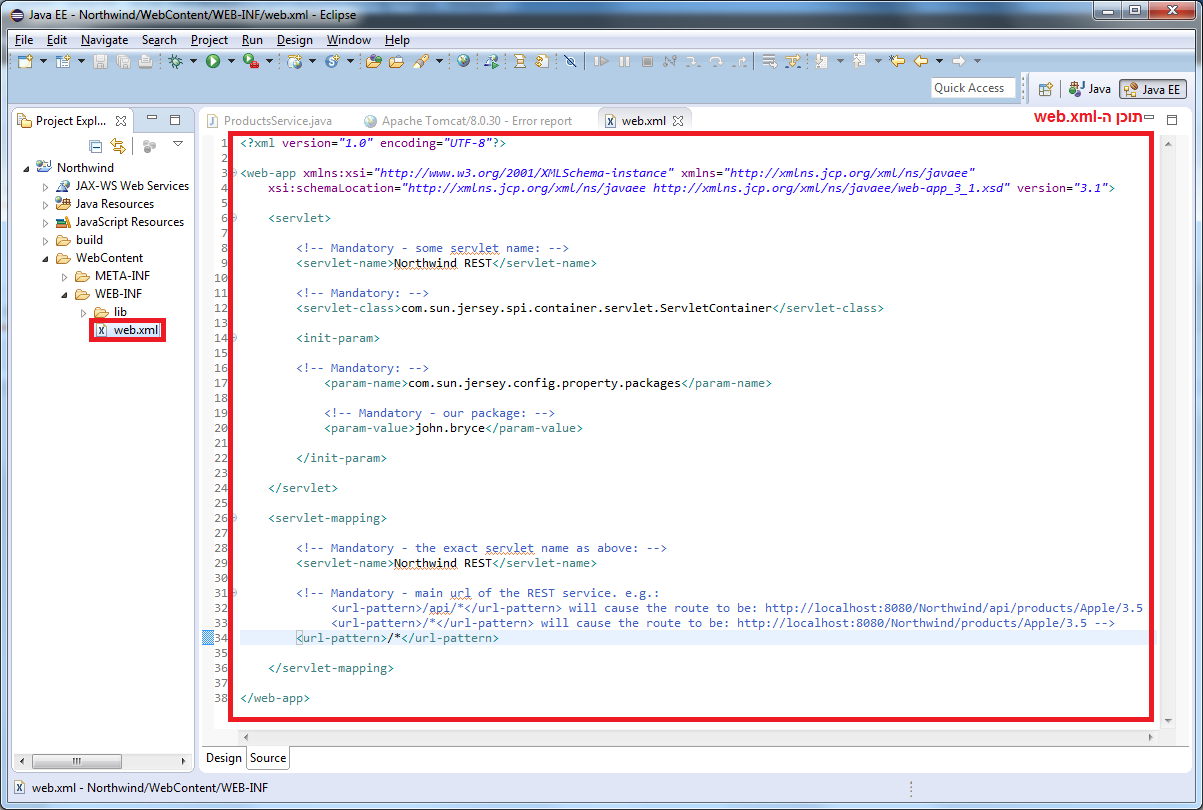 Java EE - Northwind/WebContent/WEB-INF/web.xml - Eclipse
File Edit Navigate Search Project Run Design Window Help
Quick Access
Java
Java EE
Project Expl...
Northwind
JAX-WS Web Services
Java Resources
JavaScript Resources
build
WebContent
META-INF
WEB-INF
lib
web.xml
ProductsService.java
Apache Tomcat/8.0.30 - Error report
web.xml
תוכן ה-web.xml
1 <?xml version="1.0" encoding="UTF-8"?>
2
3 <web-app xmlns:xsi="http://www.w3.org/2001/XMLSchema-instance" xmlns="http://xmlns.jcp.org/xml/ns/javaee"
4 xsi:schemaLocation="http://xmlns.jcp.org/xml/ns/javaee http://xmlns.jcp.org/xml/ns/javaee/web-app_3_1.xsd" version="3.1">
5
6 <servlet>
7
8 <!-- Mandatory - some servlet name: -->
9 <servlet-name>Northwind REST</servlet-name>
10
11 <!-- Mandatory: -->
12 <servlet-class>com.sun.jersey.spi.container.servlet.ServletContainer</servlet-class>
13
14 <init-param>
15
16 <!-- Mandatory: -->
17 <param-name>com.sun.jersey.config.property.packages</param-name>
18
19 <!-- Mandatory - our package: -->
20 <param-value>john.bryce</param-value>
21
22 </init-param>
23
24 </servlet>
25
26 <servlet-mapping>
27
28 <!-- Mandatory - the exact servlet name as above: -->
29 <servlet-name>Northwind REST</servlet-name>
30
31 <!-- Mandatory - main url of the REST service. e.g.:
32 <url-pattern>/api/*</url-pattern> will cause the route to be: http://localhost:8080/Northwind/api/products/Apple/3.5
33 <url-pattern>/*</url-pattern> will cause the route to be: http://localhost:8080/Northwind/products/Apple/3.5 -->
34 <url-pattern>/*</url-pattern>
35
36 </servlet-mapping>
37
38 </web-app>
Design Source
web.xml - Northwind/WebContent/WEB-INF